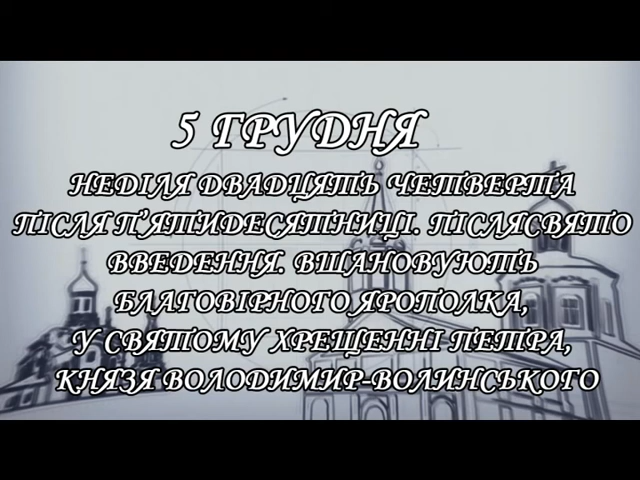 5 ГРУДНЯ
НЕДІЛЯ ДВАДЦЯТЬ ЧЕТВЕРТА
ПІСЛЯ П'ЯТИДЕСЯТНИЦІ. ПІСЛЯСВЯТО
ВВЕДЕННЯ. ВШАНОВУЮТЬ
БЛАГОВІРНОГО ЯРОПОЛКА,
У СВЯТОМУ ХРЕЩЕННІ ПЕТРА,
КНЯЗЯ ВОЛОДИМИР-ВОЛИНСЬКОГО